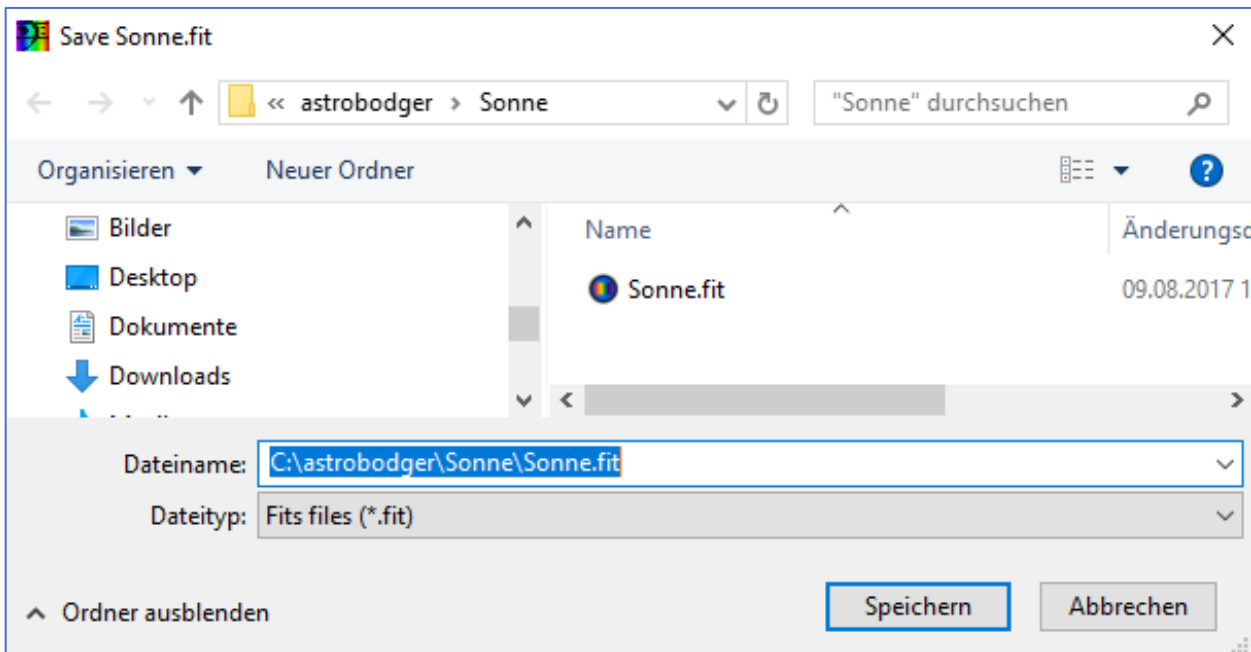 Save Sonne.fit
« astrobodger > Sonne
"Sonne" durchsuchen
Organisieren
Neuer Ordner
Bilder
Desktop
Dokumente
Downloads
Name
Änderungsd
Sonne.fit
09.08.2017 1
Dateiname: C:\astrobodger\Sonne\Sonne.fit
Dateityp: Fits files (*.fit)
Ordner ausblenden
Speichern
Abbrechen